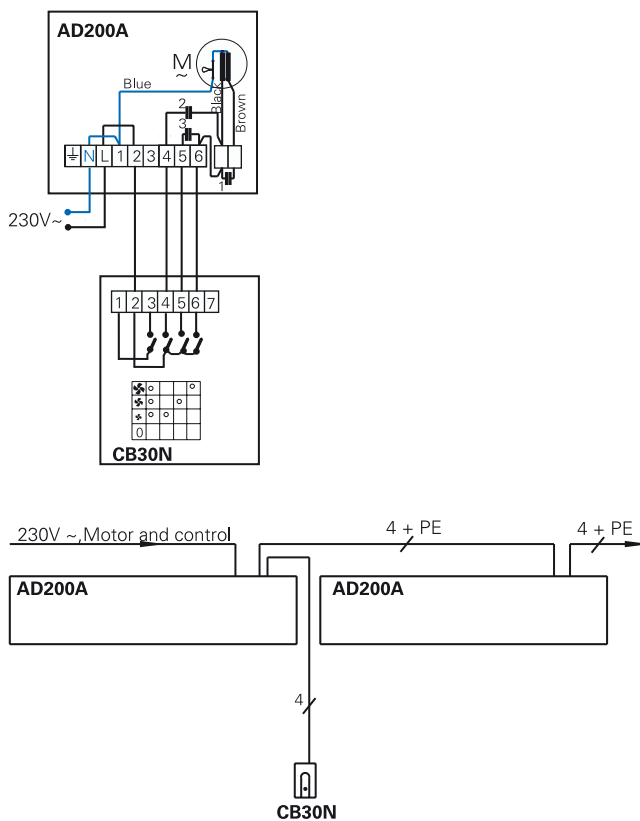 AD200A
M
~
Blue
Black
Brown
2
3
N L 1 2 3 4 5 6
1
230V~
1 2 3 4 5 6 7
0
CB30N
230V ~,Motor and control
4 + PE
4 + PE
AD200A
AD200A
4
CB30N